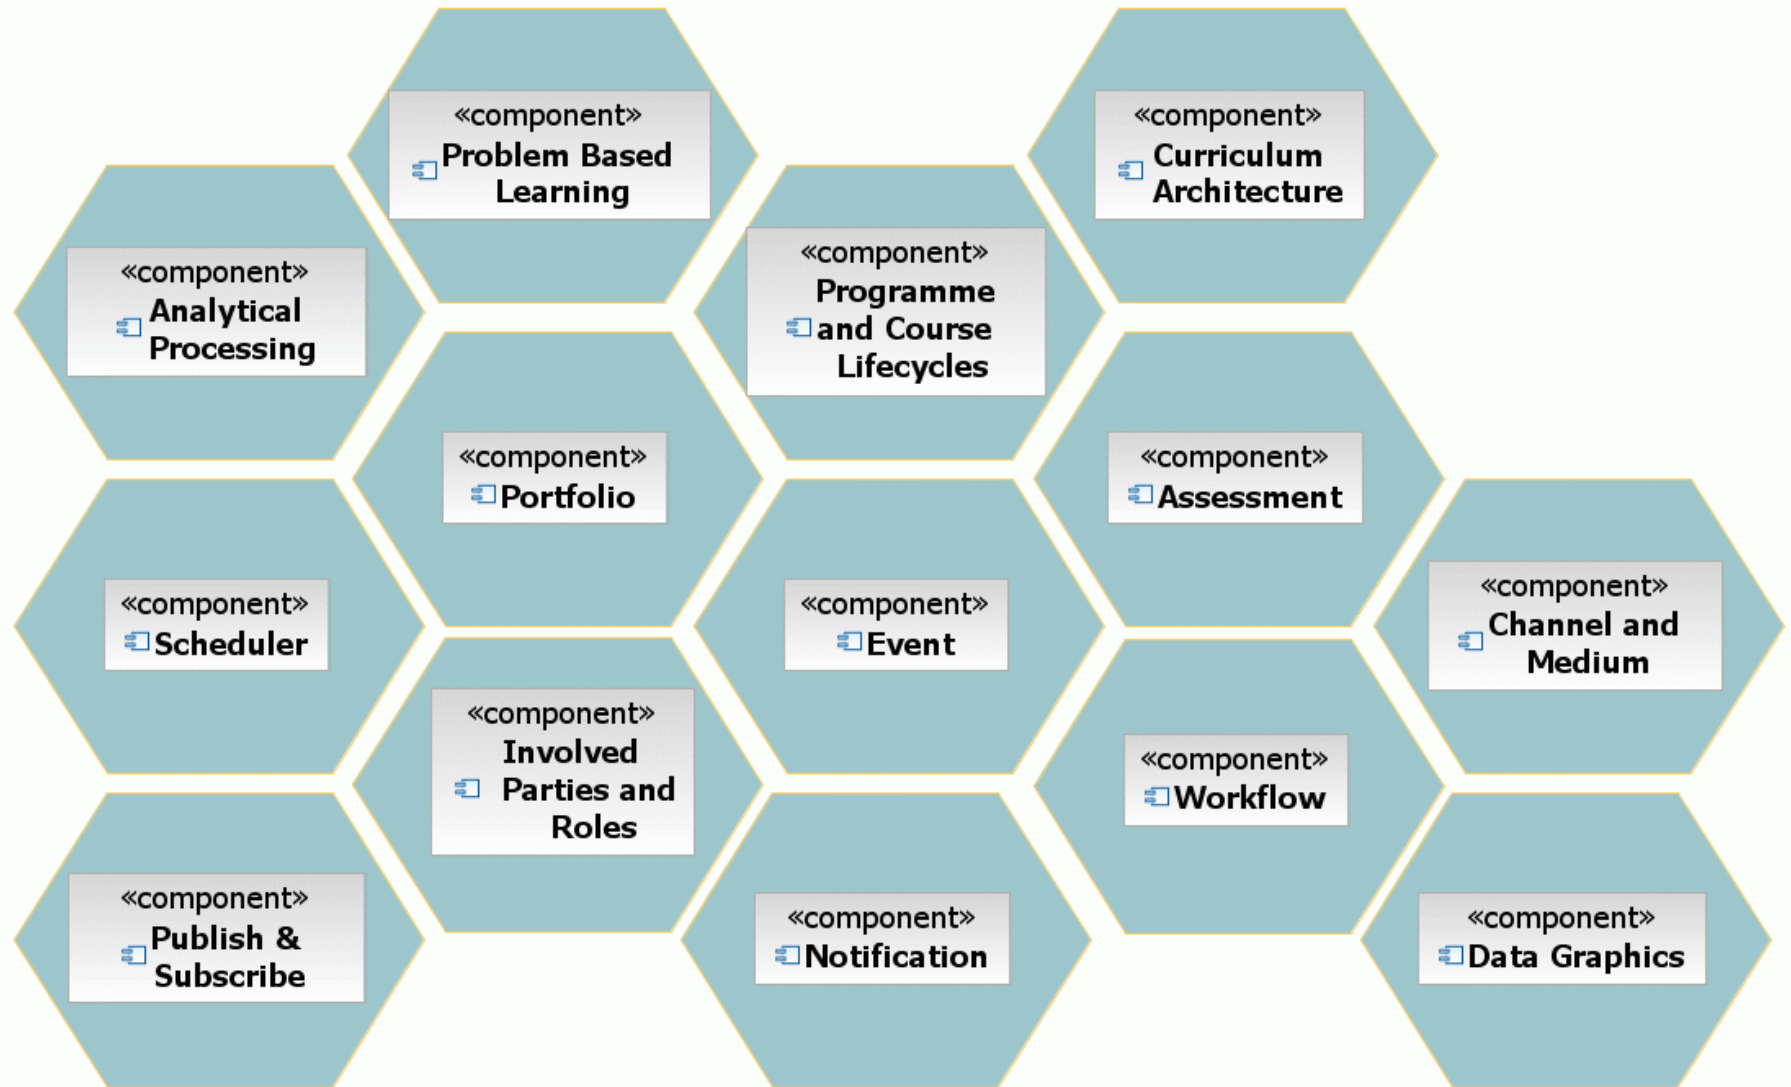 «component»
Problem Based
Learning
«component»
Curriculum
Architecture
«component»
Analytical
Processing
«component»
Programme
and Course
Lifecycles
«component»
Portfolio
«component»
Assessment
«component»
Scheduler
«component»
Event
«component»
Channel and
Medium
«component»
Involved
Parties and
Roles
«component»
Workflow
«component»
Publish &
Subscribe
«component»
Notification
«component»
Data Graphics